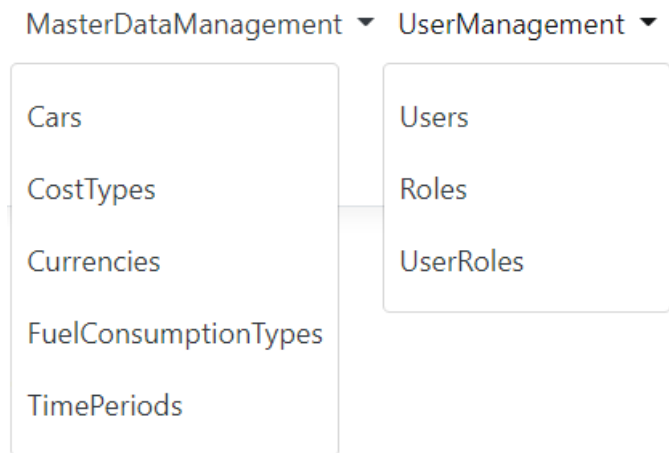 MasterDataManagement
Cars
CostTypes
Currencies
FuelConsumptionTypes
TimePeriods
UserManagement
Users
Roles
UserRoles